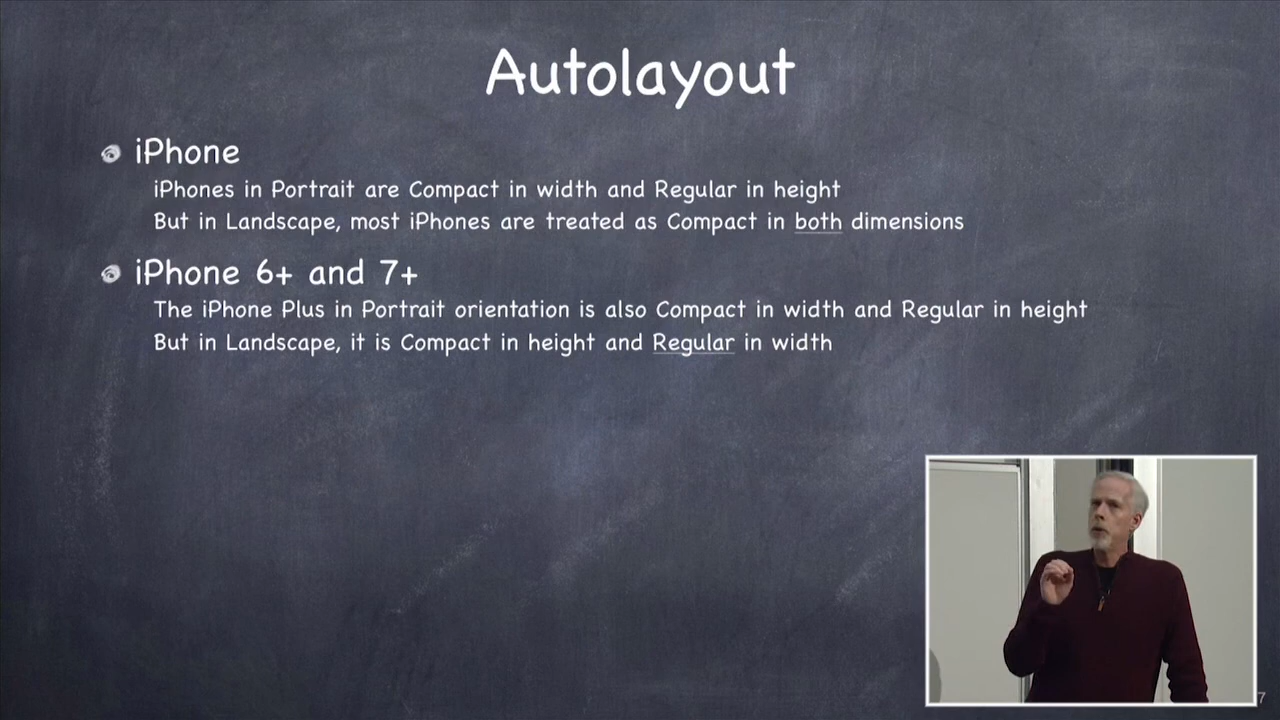 Autolayout
iPhone
iPhones in Portrait are Compact in width and Regular in height
But in Landscape, most iPhones are treated as Compact in both dimensions
iPhone 6+ and 7+
The iPhone Plus in Portrait orientation is also Compact in width and Regular in height
But in Landscape, it is Compact in height and Regular in width
7